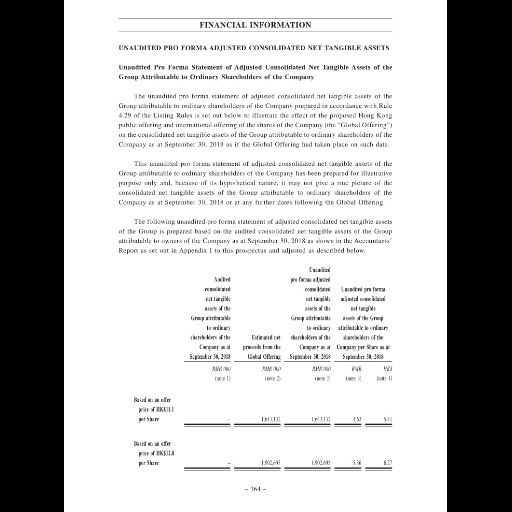 FINANCIAL INFORMATION
UNAUDITED PRO FORMA ADJUSTED CONSOLIDATED NET TANGIBLE ASSETS
Unaudited Pro Forma Statement of Adjusted Consolidated Net Tangible Assets of the
Group Attributable to Ordinary Shareholders of the Company
The unaudited pro forma statement of adjusted consolidated net tangible assets of the
Group attributable to ordinary shareholders of the Company prepared in accordance with Rule
4.29 of the Listing Rules is set out below to illustrate the effect of the proposed Hong Kong
public offering and international offering of the shares of the Company (the "Global Offering")
on the consolidated net tangible assets of the Group attributable to ordinary shareholders of the
Company as at September 30, 2018 as if the Global Offering had taken place on such date.
This unaudited pro forma statement of adjusted consolidated net tangible assets of the
Group attributable to ordinary shareholders of the Company has been prepared for illustrative
purpose only and, because of its hypothetical nature, it may not give a true picture of the
consolidated net tangible assets of the Group attributable to ordinary shareholders of the
Company as at September 30, 2018 or at any further dates following the Global Offering.
The following unaudited pro forma statement of adjusted consolidated net tangible assets
of the Group is prepared based on the audited consolidated net tangible assets of the Group
attributable to owners of the Company as at September 30, 2018 as shown in the Accountants'
Report as set out in Appendix I to this prospectus and adjusted as described below.
Unaudited
Audited pro forma adjusted
consolidated consolidated Unaudited pro forma
net tangible net tangible adjusted consolidated
assets of the assets of the net tangible
Group attributable Group attributable assets of the Group
to ordinary to ordinary attributable to ordinary
shareholders of the Estimated net shareholders of the shareholders of the
Company as at proceeds from the Company as at Company per Share as at
September 30, 2018 Global Offering September 30, 2018 September 30, 2018
RMB'000 RMB'000 RMB'000 RMB HK$
(note 1) (note 2) (note 3) (note 4)
Based on an offer
price of HK$11.1
per Share – 4.63 5.41
Based on an offer
price of HK$12.8
per Share – 1,902,695 1,902,695 5.36 6.27
– 364 –